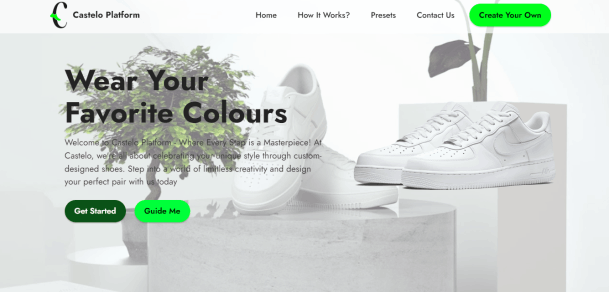 Castelo Platform
Home
How It Works?
Presets
Contact Us
Create Your Own
Wear Your
Favorite Colours
Welcome to Castelo Platform - Where Every Step is a Masterpiece! At
Castelo, we're all about celebrating your unique style through custom-
designed shoes. Step into a world of limitless creativity and design
your perfect pair with us today
Get Started
Guide Me